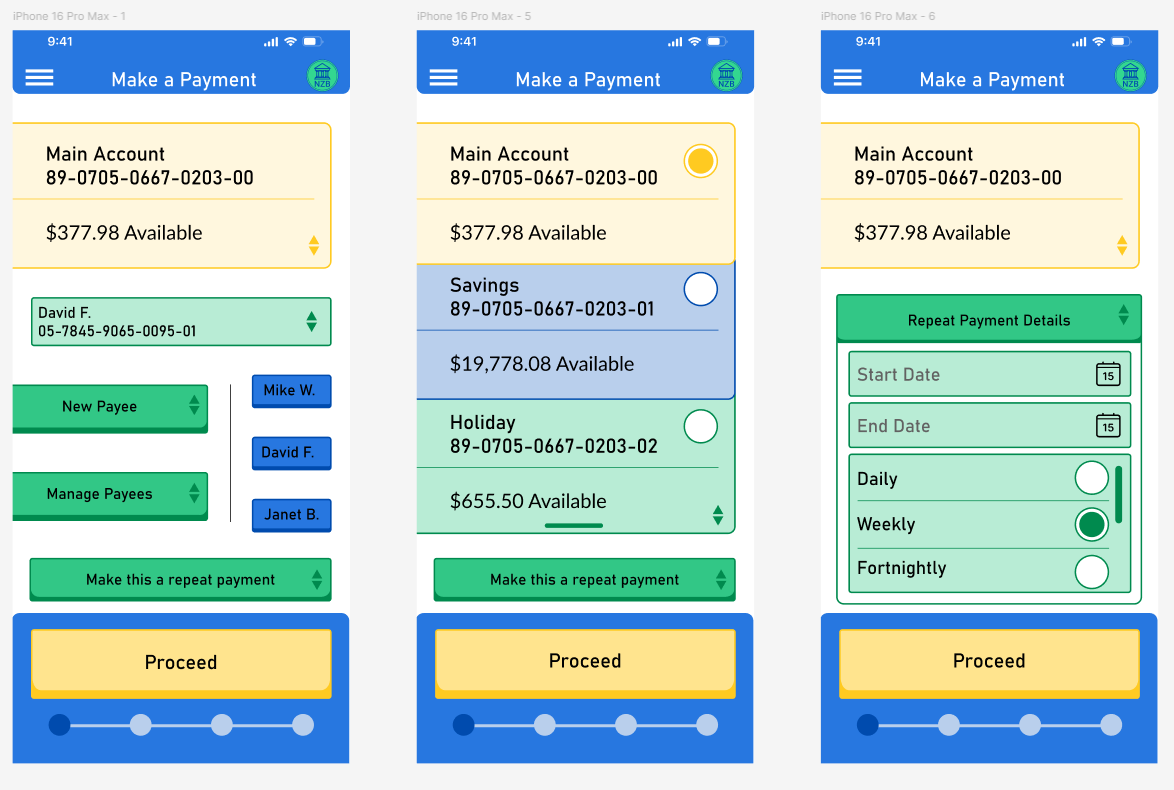 iPhone 16 Pro Max - 1
9:41
Make a Payment
NZB
Main Account
89-0705-0667-0203-00
$377.98 Available
David F.
05-7845-9065-0095-01
New Payee
Manage Payees
Mike W.
David F.
Janet B.
Make this a repeat payment
Proceed
iPhone 16 Pro Max - 5
9:41
Make a Payment
NZB
Main Account
89-0705-0667-0203-00
$377.98 Available
Savings
89-0705-0667-0203-01
$19,778.08 Available
Holiday
89-0705-0667-0203-02
$655.50 Available
Make this a repeat payment
Proceed
iPhone 16 Pro Max - 6
9:41
Make a Payment
NZB
Main Account
89-0705-0667-0203-00
$377.98 Available
Repeat Payment Details
Start Date
15
End Date
15
Daily
Weekly
Fortnightly
Proceed